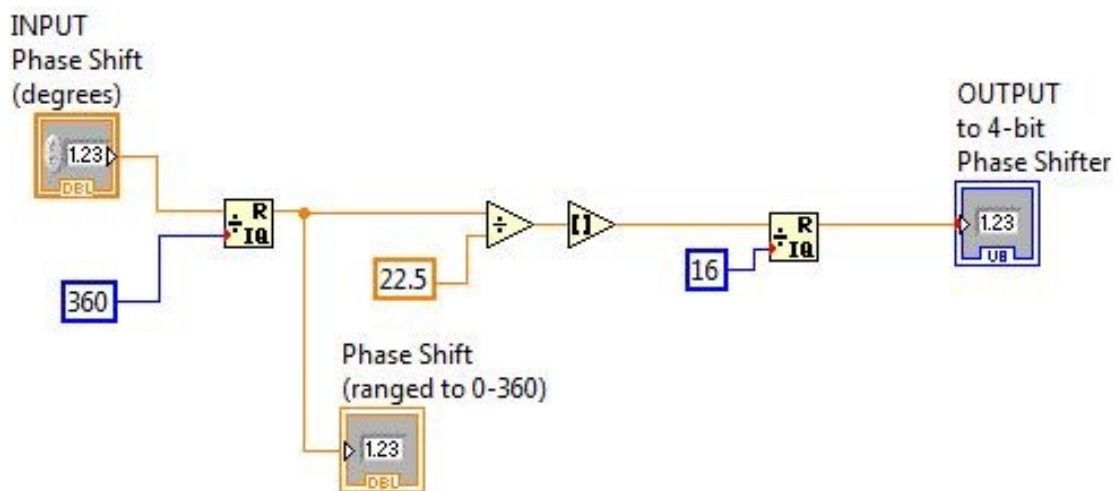 INPUT
Phase Shift
(degrees)
1.23
DBL
÷ R
IQ
360
÷
22.5
[ ]
16
÷ R
IQ
OUTPUT
to 4-bit
Phase Shifter
1.23
U8
Phase Shift
(ranged to 0-360)
1.23
DBL